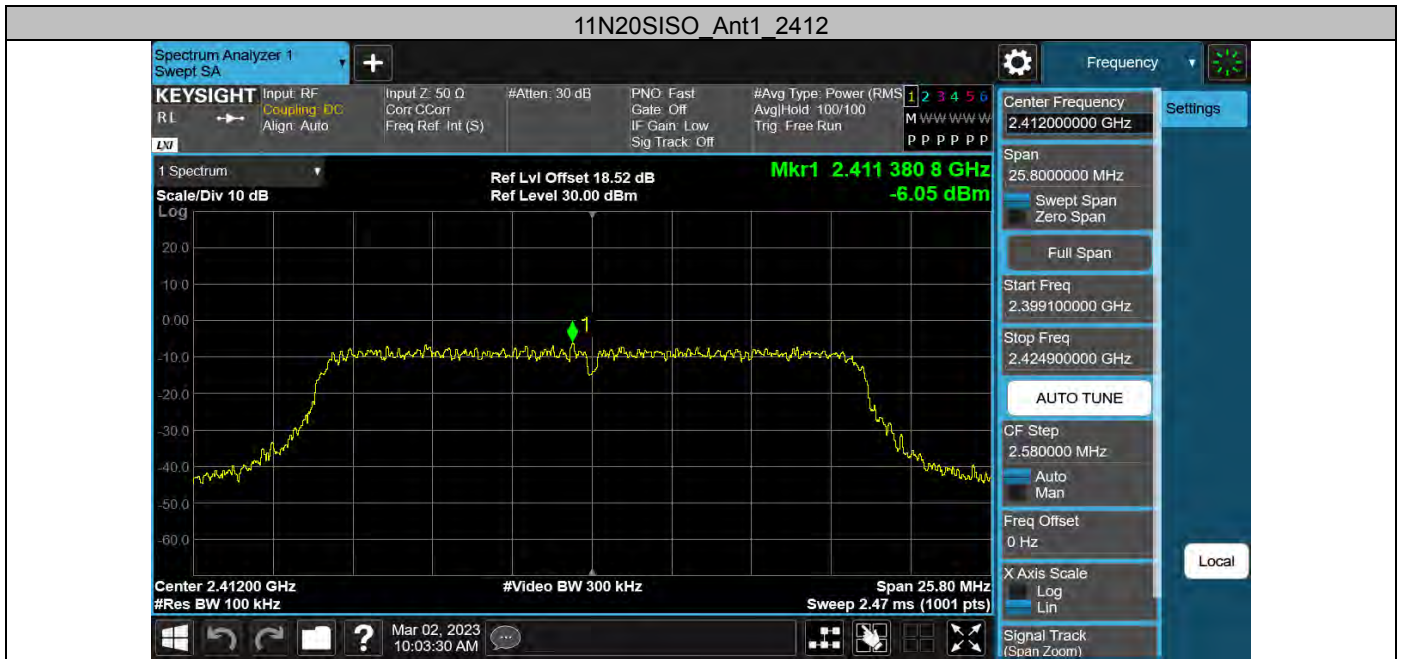 11N20SISO_Ant1_2412
Spectrum Analyzer 1
Swept SA
Frequency
KEYSIGHT
RL
LXI
Input: RF
Coupling: DC
Align: Auto
Input Z: 50 Ω
Corr CCorr
Freq Ref: Int (S)
#Atten: 30 dB
PNO: Fast
Gate: Off
IF Gain: Low
Sig Track: Off
#Avg Type: Power (RMS
Avg|Hold: 100/100
Trig: Free Run
1 2 3 4 5 6
M W W W W W
P P P P P P
1 Spectrum
Scale/Div 10 dB
Log
Ref Lvl Offset 18.52 dB
Ref Level 30.00 dBm
Mkr1 2.411 380 8 GHz
-6.05 dBm
20.0
10.0
0.00
-10.0
-20.0
-30.0
-40.0
-50.0
-60.0
1
Center 2.41200 GHz
#Res BW 100 kHz
#Video BW 300 kHz
Span 25.80 MHz
Sweep 2.47 ms (1001 pts)
Mar 02, 2023
10:03:30 AM
Center Frequency
2.412000000 GHz
Span
25.8000000 MHz
Swept Span
Zero Span
Full Span
Start Freq
2.399100000 GHz
Stop Freq
2.424900000 GHz
AUTO TUNE
CF Step
2.580000 MHz
Auto
Man
Freq Offset
0 Hz
X Axis Scale
Log
Lin
Signal Track
(Span Zoom)
Settings
Local